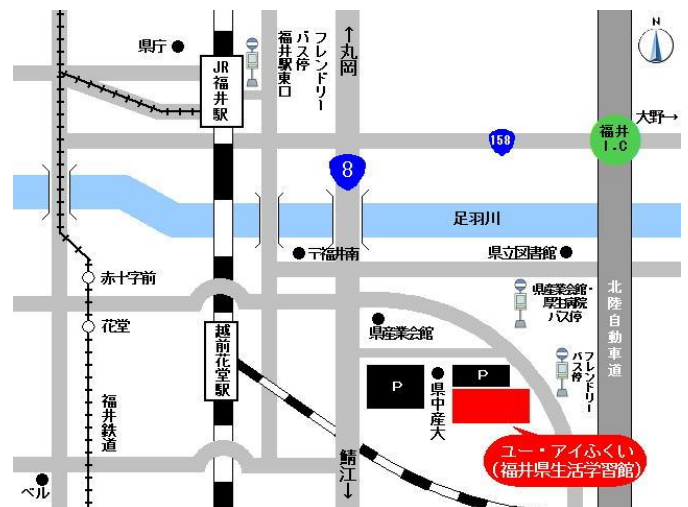 N
県庁
JR福井駅
フレンドリー
バス停
福井駅東口
↑丸岡
大野→
福井
I.C
158
8
足羽川
〒福井南
県立図書館
赤十字前
花堂
県産業会館・
厚生病院
バス停
北陸自動車道
県産業会館
越前花堂駅
フレンドリー
バス停
P
P
県中産大
福井鉄道
ユー・アイふくい
(福井県生活学習館)
鯖江↓
ベル